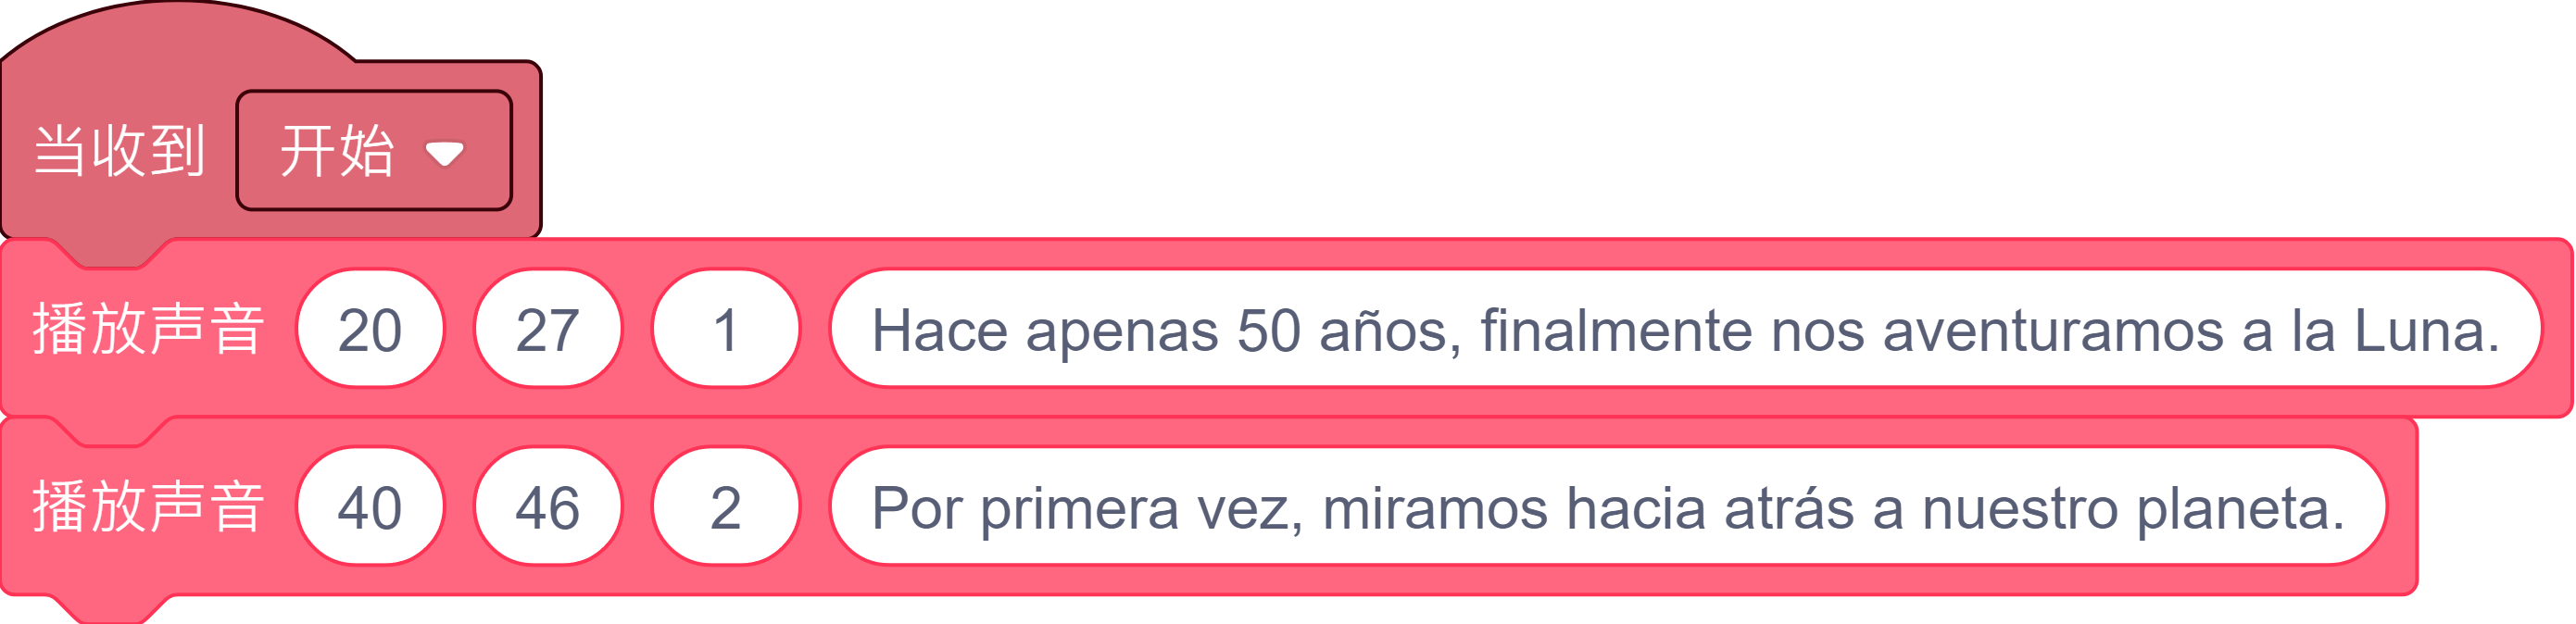 当收到 开始
播放声音 20 27 1 Hace apenas 50 años, finalmente nos aventuramos a la Luna.
播放声音 40 46 2 Por primera vez, miramos hacia atrás a nuestro planeta.